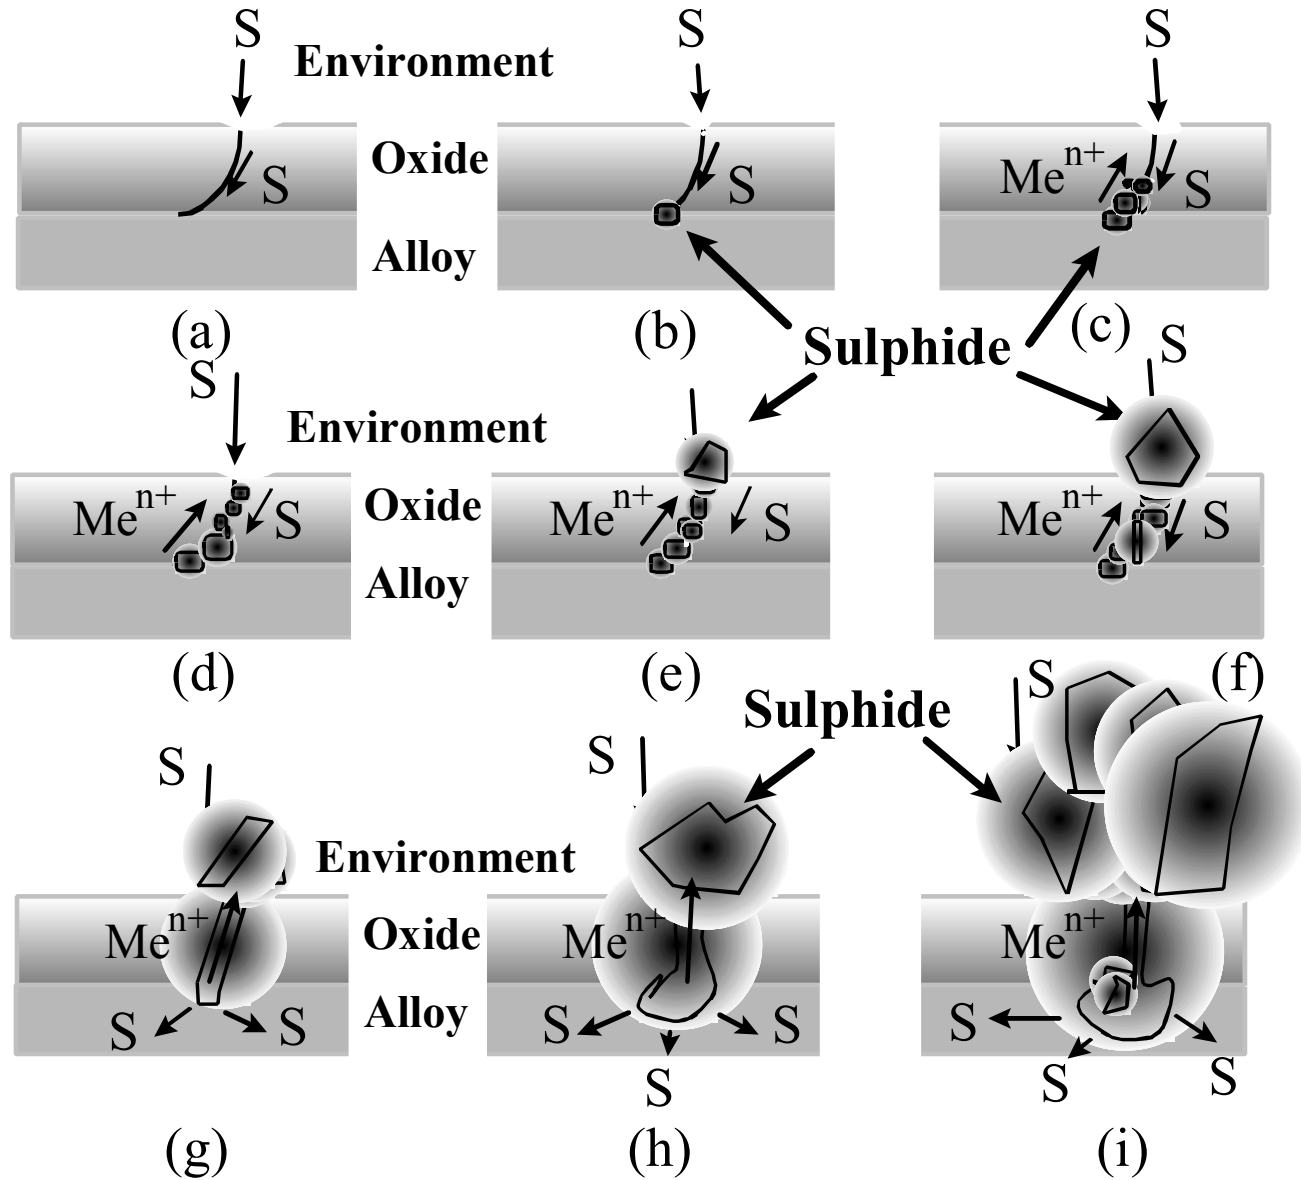 S
S
S
Environment
Oxide
S
S
Me^n+
S
Alloy
(a)
(b)
(c)
Sulphide
S
S
Environment
Me^n+
S
Oxide
Me^n+
S
Me^n+
S
Alloy
(d)
(e)
(f)
S
Sulphide
S
S
Environment
Me^n+
Oxide
Me^n+
Me^n+
Alloy
S
S
S
S
S
S
S
S
(g)
(h)
(i)